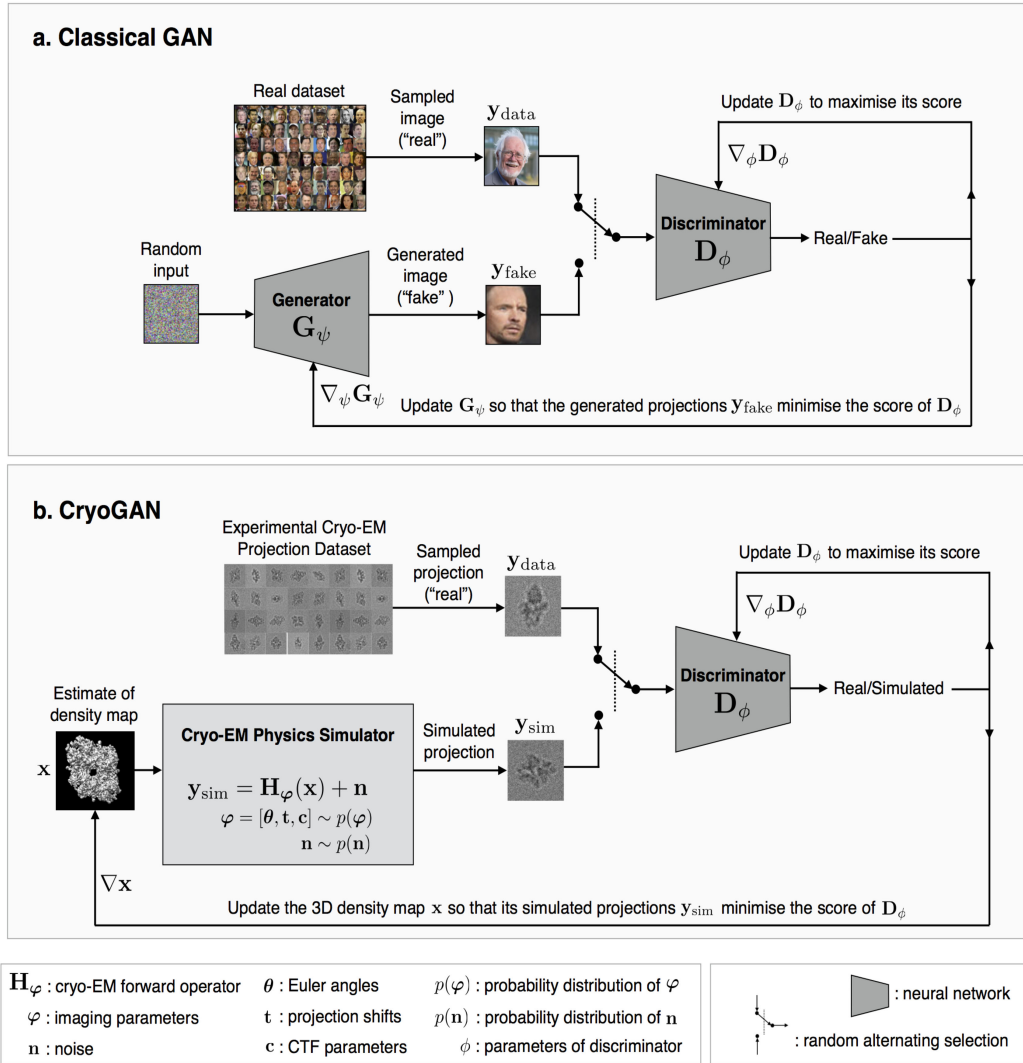 a. Classical GAN
Real dataset
Sampled
image
(“real”)
y_data
Update D_ϕ to maximise its score
∇_ϕ D_ϕ
Discriminator
D_ϕ
Real/Fake
Random
input
Generator
G_ψ
Generated
image
(“fake” )
y_fake
∇_ψ G_ψ
Update G_ψ so that the generated projections y_fake minimise the score of D_ϕ
b. CryoGAN
Experimental Cryo-EM
Projection Dataset
Sampled
projection
(“real”)
y_data
Update D_ϕ to maximise its score
∇_ϕ D_ϕ
Discriminator
D_ϕ
Real/Simulated
Estimate of
density map
x
Cryo-EM Physics Simulator
y_sim = H_φ(x) + n
φ = [θ, t, c] ∼ p(φ)
n ∼ p(n)
Simulated
projection
y_sim
∇x
Update the 3D density map x so that its simulated projections y_sim minimise the score of D_ϕ
H_φ : cryo-EM forward operator
θ : Euler angles
p(φ) : probability distribution of φ
φ : imaging parameters
t : projection shifts
p(n) : probability distribution of n
n : noise
c : CTF parameters
ϕ : parameters of discriminator
: neural network
: random alternating selection